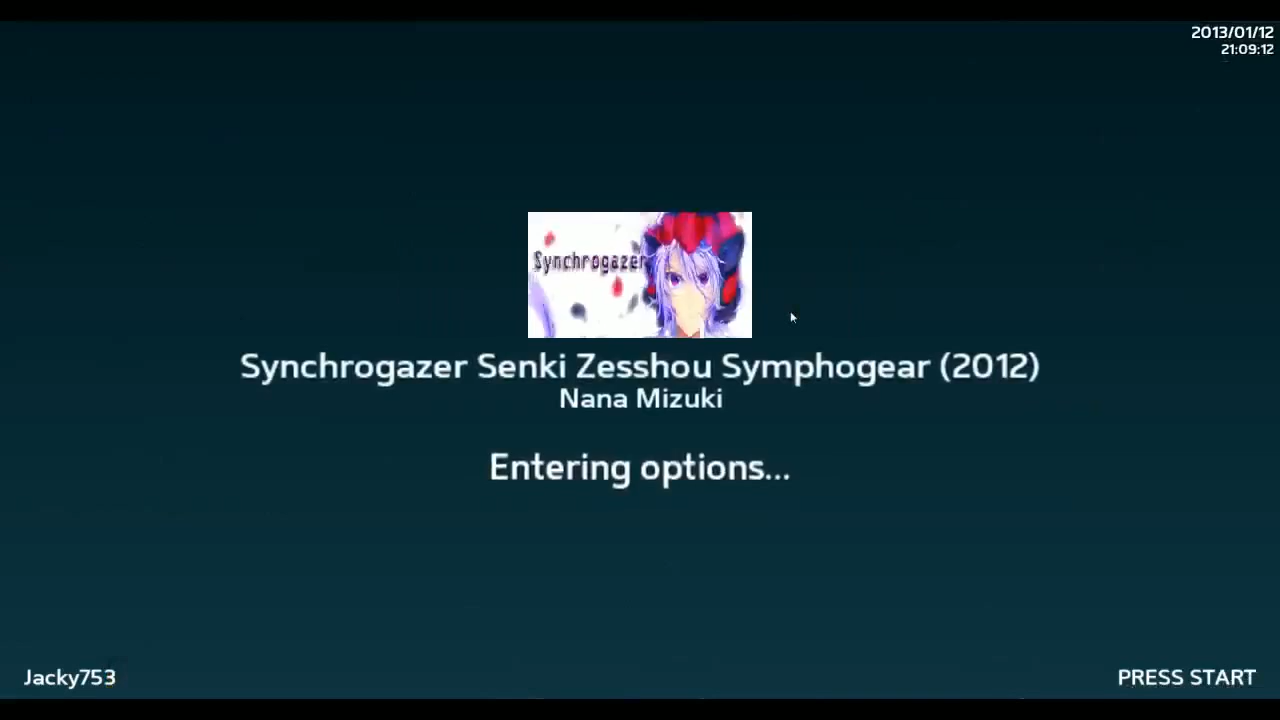 2013/01/12
21:09:12
Synchrogazer
Synchrogazer Senki Zesshou Symphogear (2012)
Nana Mizuki
Entering options...
Jacky753
PRESS START